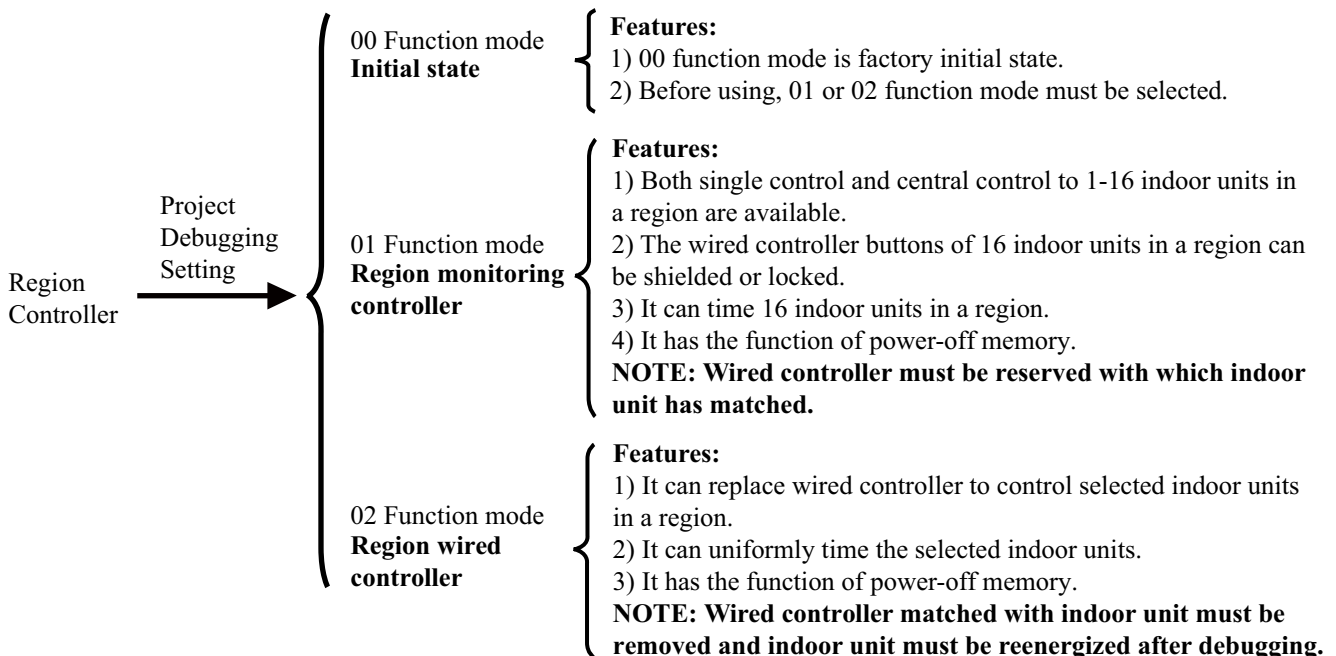 Region
Controller
Project
Debugging
Setting
00 Function mode
Initial state
Features:
1) 00 function mode is factory initial state.
2) Before using, 01 or 02 function mode must be selected.
01 Function mode
Region monitoring
controller
Features:
1) Both single control and central control to 1-16 indoor units in
a region are available.
2) The wired controller buttons of 16 indoor units in a region can
be shielded or locked.
3) It can time 16 indoor units in a region.
4) It has the function of power-off memory.
NOTE: Wired controller must be reserved with which indoor
unit has matched.
02 Function mode
Region wired
controller
Features:
1) It can replace wired controller to control selected indoor units
in a region.
2) It can uniformly time the selected indoor units.
3) It has the function of power-off memory.
NOTE: Wired controller matched with indoor unit must be
removed and indoor unit must be reenergized after debugging.